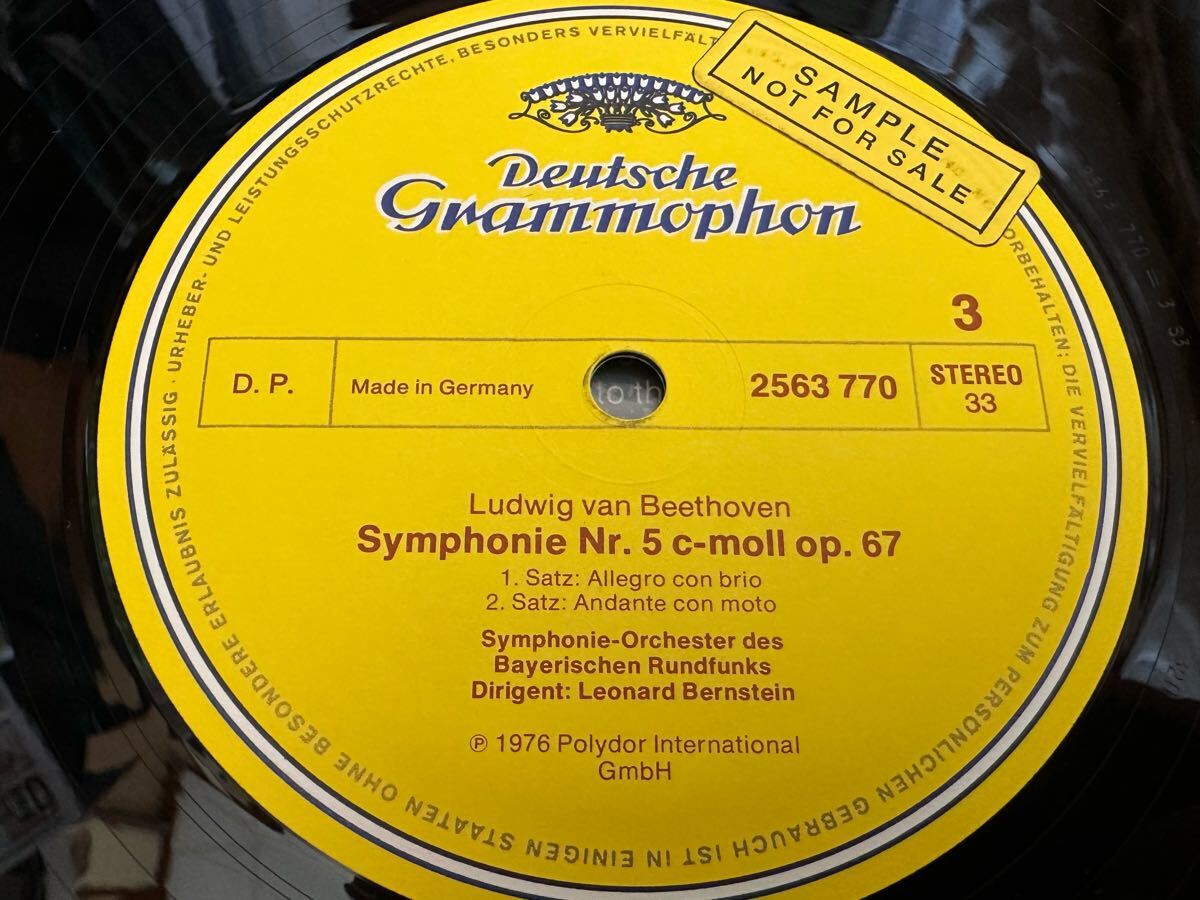 SAMPLE
NOT FOR SALE
Deutsche
Grammophon
3
D. P.
Made in Germany
to th
2563 770
STEREO
33
Ludwig van Beethoven
Symphonie Nr. 5 c-moll op. 67
1. Satz: Allegro con brio
2. Satz: Andante con moto
Symphonie-Orchester des
Bayerischen Rundfunks
Dirigent: Leonard Bernstein
℗ 1976 Polydor International
GmbH
URHEBER- UND LEISTUNGSSCHUTZRECHTE, BESONDERS VERVIELFÄLT
VORBEHALTEN: DIE VERVIELFÄLTIGUNG ZUM PERSÖNLICHEN GEBRAUCH IST IN EINIGEN STAATEN OHNE BESONDERE ERLAUBNIS ZULÄSSIG ·